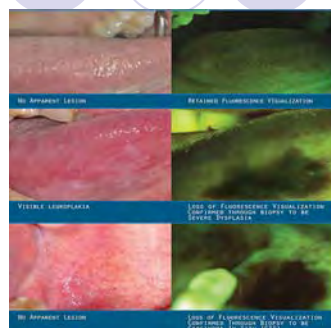 No Apparent Lesion
Retained Fluorescence Visualization
Visible Leukoplakia
Loss of Fluorescence Visualization
Confirmed Through Biopsy to be
Severe Dysplasia
No Apparent Lesion
Loss of Fluorescence Visualization
Confirmed Through Biopsy to be